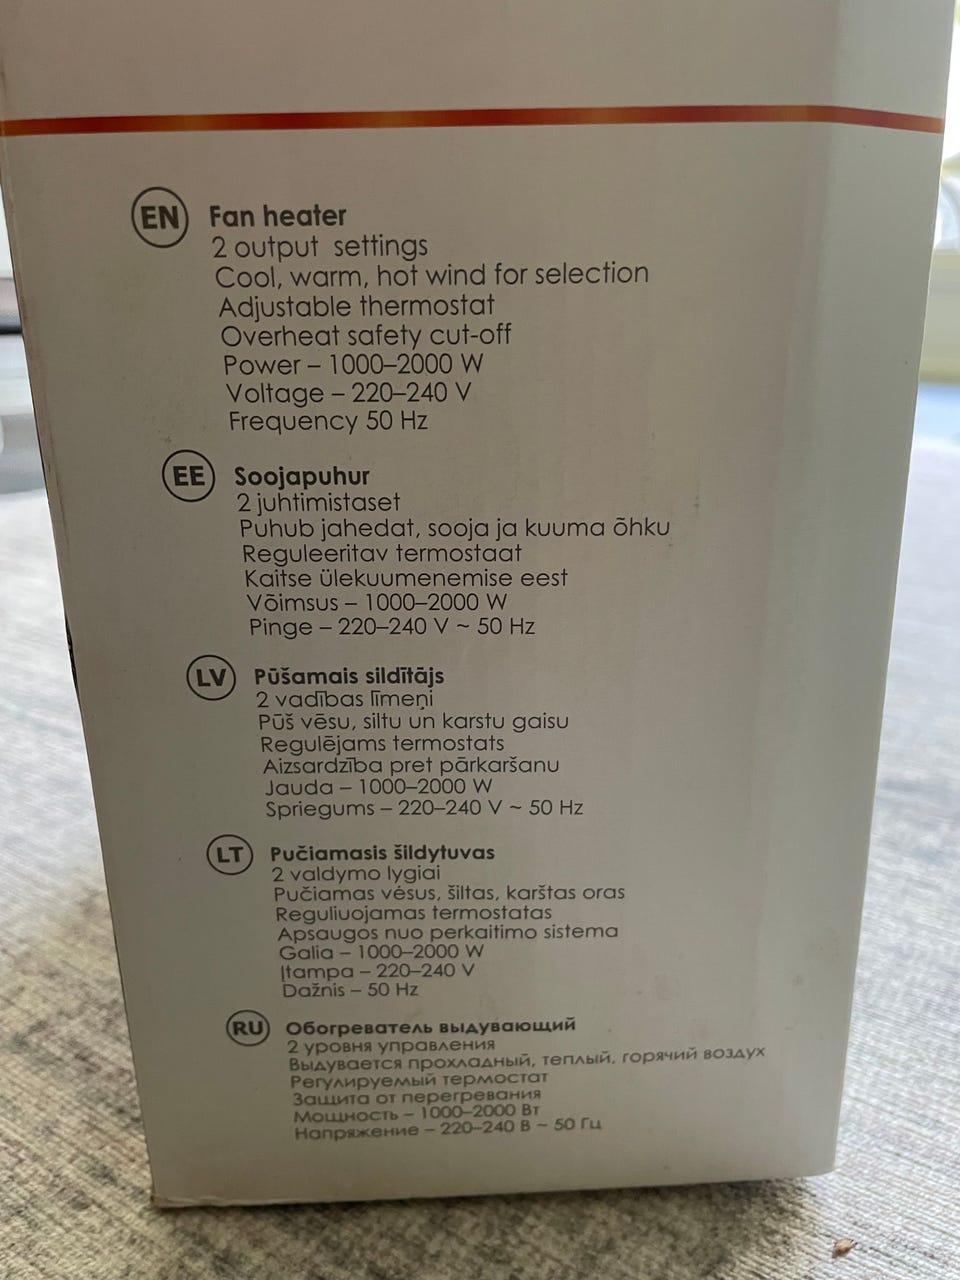 EN Fan heater
2 output settings
Cool, warm, hot wind for selection
Adjustable thermostat
Overheat safety cut-off
Power – 1000–2000 W
Voltage – 220–240 V
Frequency 50 Hz
EE Soojapuhur
2 juhtimistaset
Puhub jahedat, sooja ja kuuma õhku
Reguleeritav termostaat
Kaitse ülekuumenemise eest
Võimsus – 1000–2000 W
Pinge – 220–240 V ~ 50 Hz
LV Pūšamais sildītājs
2 vadības līmeņi
Pūš vēsu, siltu un karstu gaisu
Regulējams termostats
Aizsardzība pret pārkaršanu
Jauda – 1000–2000 W
Spriegums – 220–240 V ~ 50 Hz
LT Pučiamasis šildytuvas
2 valdymo lygiai
Pučiamas vėsus, šiltas, karštas oras
Reguliuojamas termostatas
Apsaugos nuo perkaitimo sistema
Galia – 1000–2000 W
Įtampa – 220–240 V
Dažnis – 50 Hz
RU Обогреватель выдувающий
2 уровня управления
Выдувается прохладный, теплый, горячий воздух
Регулируемый термостат
Защита от перегревания
Мощность – 1000–2000 Вт
Напряжение – 220–240 В ~ 50 Гц